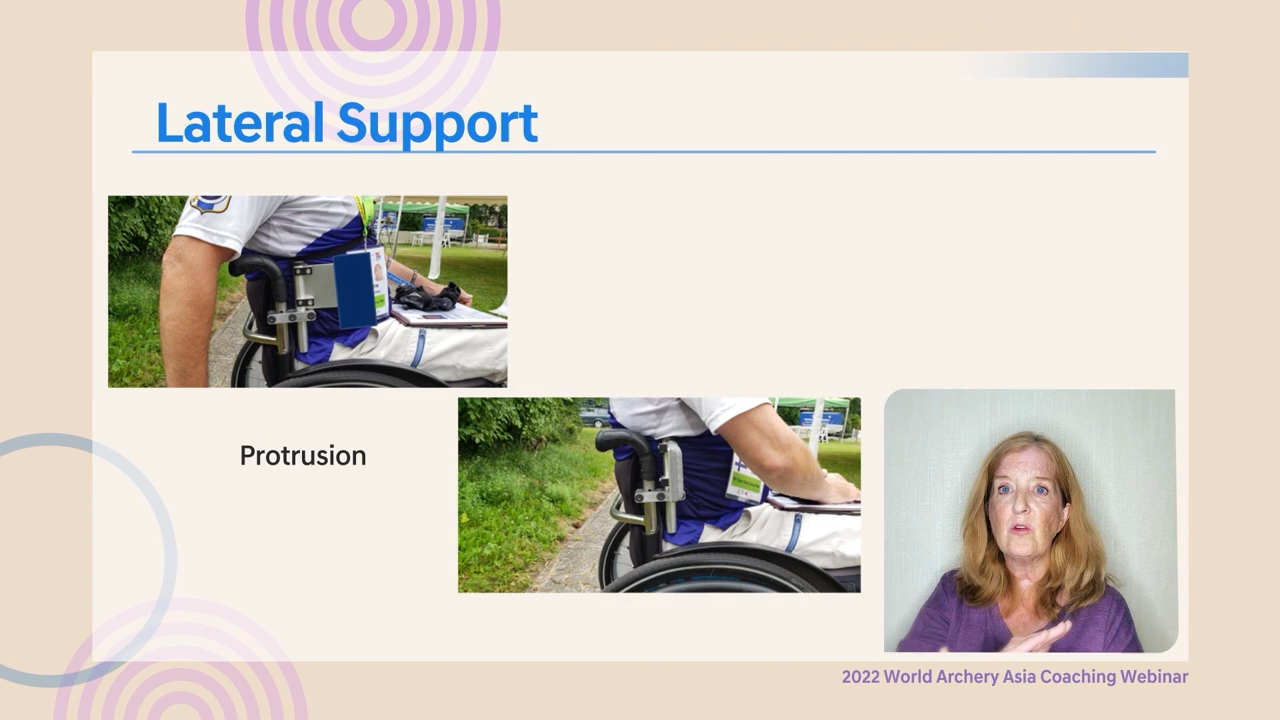 Lateral Support
Protrusion
2022 World Archery Asia Coaching Webinar